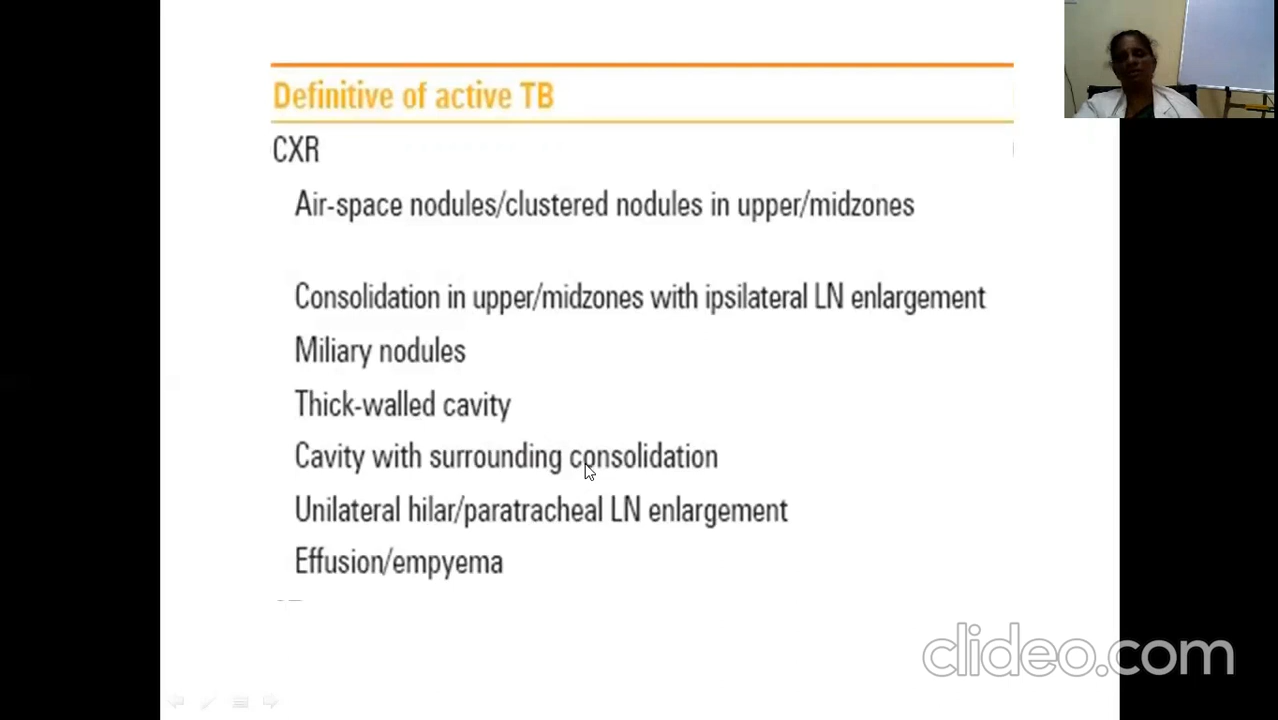 Definitive of active TB
CXR
Air-space nodules/clustered nodules in upper/midzones
Consolidation in upper/midzones with ipsilateral LN enlargement
Miliary nodules
Thick-walled cavity
Cavity with surrounding consolidation
Unilateral hilar/paratracheal LN enlargement
Effusion/empyema
clideo.com